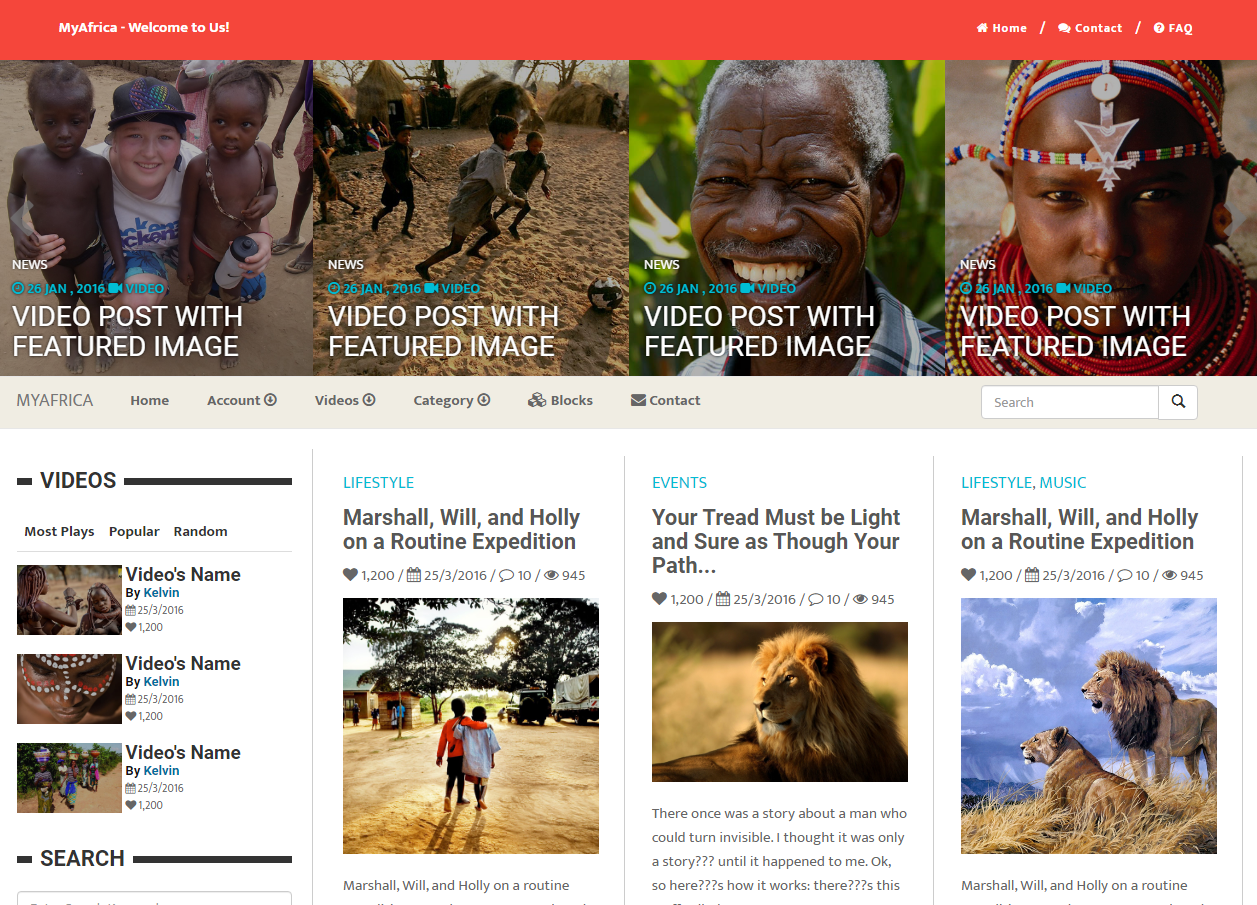 MyAfrica - Welcome to Us!
Home / Contact / FAQ
NEWS
26 JAN , 2016 VIDEO
VIDEO POST WITH
FEATURED IMAGE
NEWS
26 JAN , 2016 VIDEO
VIDEO POST WITH
FEATURED IMAGE
NEWS
26 JAN , 2016 VIDEO
VIDEO POST WITH
FEATURED IMAGE
NEWS
26 JAN , 2016 VIDEO
VIDEO POST WITH
FEATURED IMAGE
MYAFRICA Home Account Videos Category Blocks Contact Search
VIDEOS
Most Plays Popular Random
Video's Name
By Kelvin
25/3/2016
1,200
Video's Name
By Kelvin
25/3/2016
1,200
Video's Name
By Kelvin
25/3/2016
1,200
SEARCH
LIFESTYLE
Marshall, Will, and Holly
on a Routine Expedition
1,200 / 25/3/2016 / 10 / 945
Marshall, Will, and Holly on a routine
EVENTS
Your Tread Must be Light
and Sure as Though Your
Path...
1,200 / 25/3/2016 / 10 / 945
There once was a story about a man who
could turn invisible. I thought it was only
a story??? until it happened to me. Ok,
so here???s how it works: there???s this
LIFESTYLE, MUSIC
Marshall, Will, and Holly
on a Routine Expedition
1,200 / 25/3/2016 / 10 / 945
Marshall, Will, and Holly on a routine